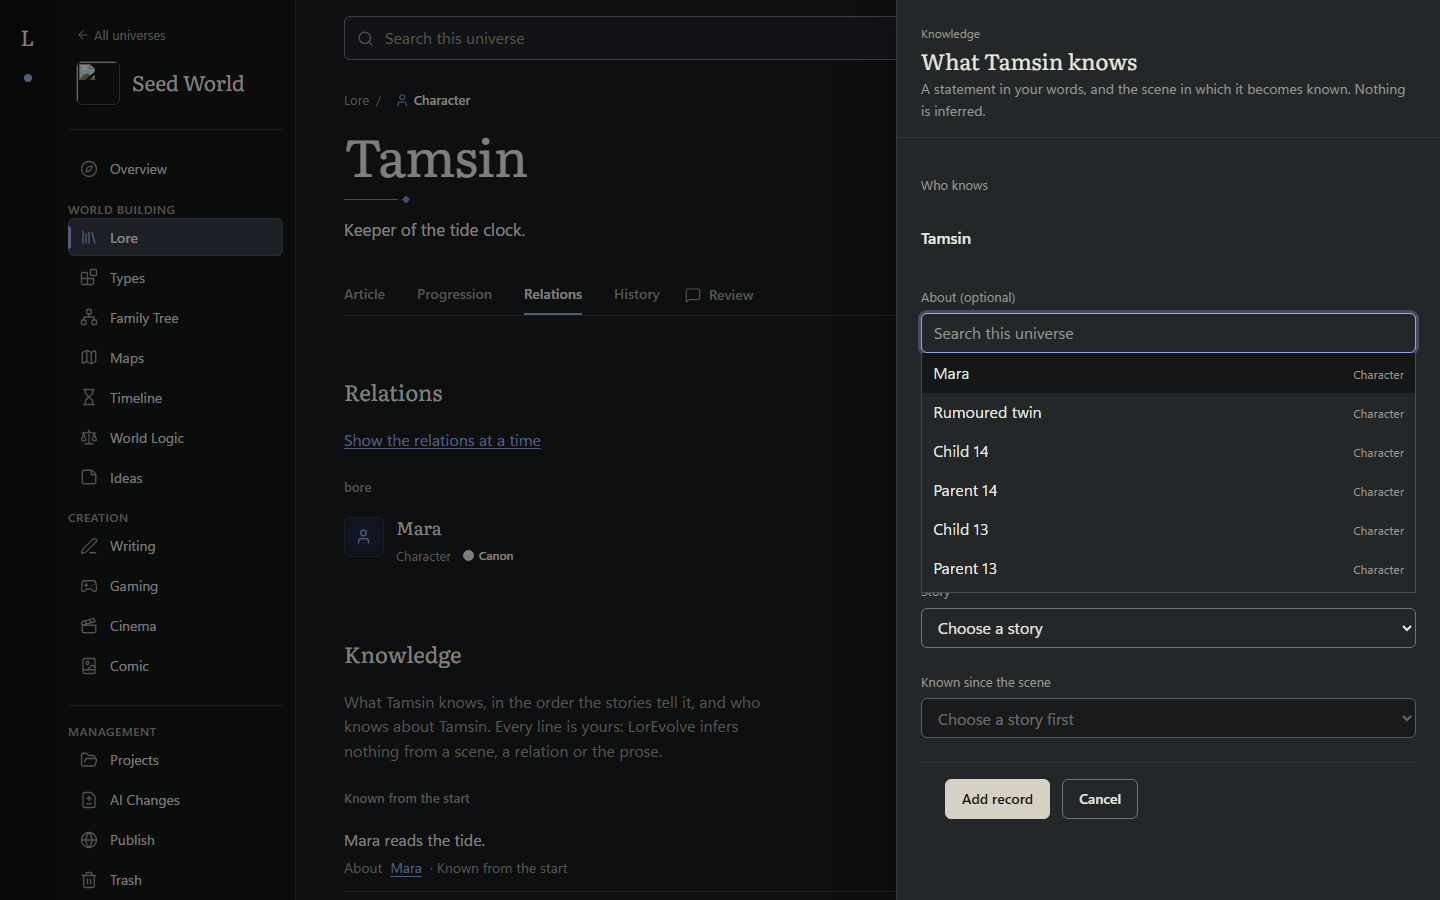 L
All universes
Seed World
Overview
WORLD BUILDING
Lore
Types
Family Tree
Maps
Timeline
World Logic
Ideas
CREATION
Writing
Gaming
Cinema
Comic
MANAGEMENT
Projects
AI Changes
Publish
Trash
Search this universe
Lore / Character
Tamsin
Keeper of the tide clock.
Article Progression Relations History Review
Relations
Show the relations at a time
bore
Mara
Character Canon
Knowledge
What Tamsin knows, in the order the stories tell it, and who
knows about Tamsin. Every line is yours: LorEvolve infers
nothing from a scene, a relation or the prose.
Known from the start
Mara reads the tide.
About Mara · Known from the start
Knowledge
What Tamsin knows
A statement in your words, and the scene in which it becomes known. Nothing
is inferred.
Who knows
Tamsin
About (optional)
Search this universe
Mara Character
Rumoured twin Character
Child 14 Character
Parent 14 Character
Child 13 Character
Parent 13 Character
Story
Choose a story
Known since the scene
Choose a story first
Add record Cancel